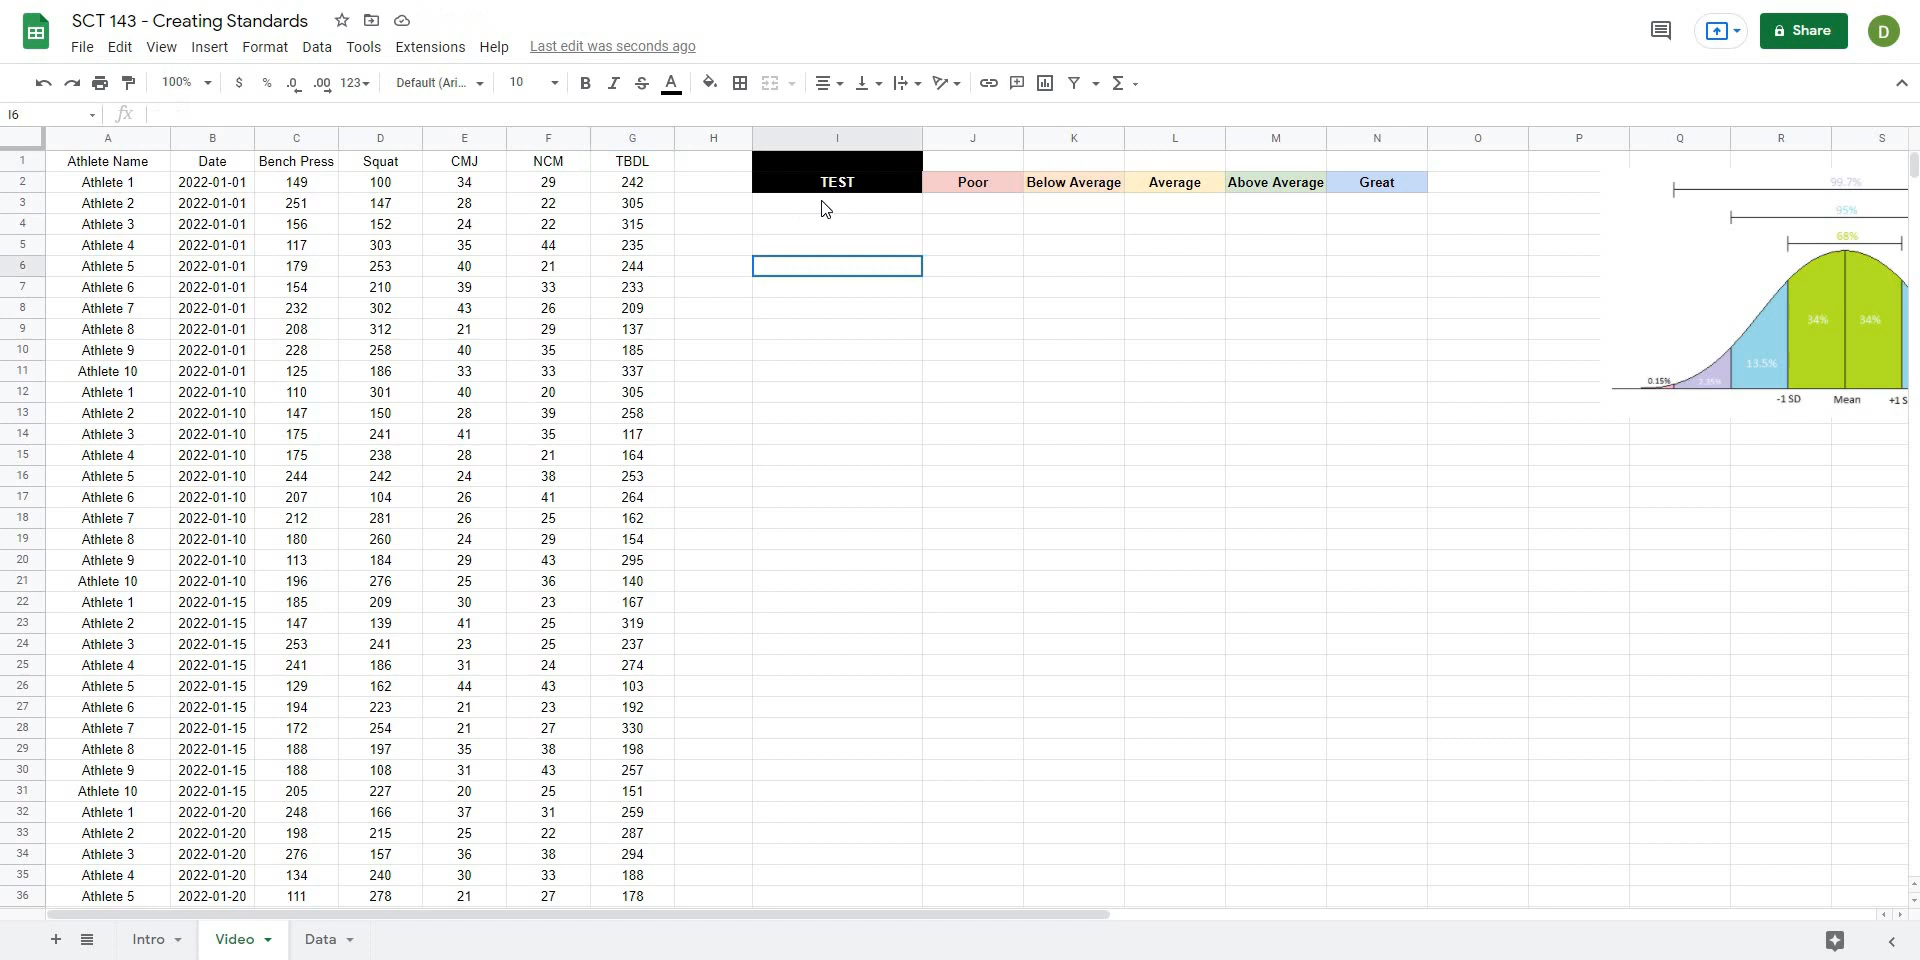 SCT 143 - Creating Standards
File Edit View Insert Format Data Tools Extensions Help Last edit was seconds ago
Share
D
100% $ % .0 .00 123 Default (Ari... 10 B I S A Σ
I6 fx
A B C D E F G H I J K L M N O P Q R S
1 Athlete Name Date Bench Press Squat CMJ NCM TBDL
2 Athlete 1 2022-01-01 149 100 34 29 242 TEST Poor Below Average Average Above Average Great
3 Athlete 2 2022-01-01 251 147 28 22 305
4 Athlete 3 2022-01-01 156 152 24 22 315
5 Athlete 4 2022-01-01 117 303 35 44 235
6 Athlete 5 2022-01-01 179 253 40 21 244
7 Athlete 6 2022-01-01 154 210 39 33 233
8 Athlete 7 2022-01-01 232 302 43 26 209
9 Athlete 8 2022-01-01 208 312 21 29 137
10 Athlete 9 2022-01-01 228 258 40 35 185
11 Athlete 10 2022-01-01 125 186 33 33 337
12 Athlete 1 2022-01-10 110 301 40 20 305
13 Athlete 2 2022-01-10 147 150 28 39 258
14 Athlete 3 2022-01-10 175 241 41 35 117
15 Athlete 4 2022-01-10 175 238 28 21 164
16 Athlete 5 2022-01-10 244 242 24 38 253
17 Athlete 6 2022-01-10 207 104 26 41 264
18 Athlete 7 2022-01-10 212 281 26 25 162
19 Athlete 8 2022-01-10 180 260 24 29 154
20 Athlete 9 2022-01-10 113 184 29 43 295
21 Athlete 10 2022-01-10 196 276 25 36 140
22 Athlete 1 2022-01-15 185 209 30 23 167
23 Athlete 2 2022-01-15 147 139 41 25 319
24 Athlete 3 2022-01-15 253 241 23 25 237
25 Athlete 4 2022-01-15 241 186 31 24 274
26 Athlete 5 2022-01-15 129 162 44 43 103
27 Athlete 6 2022-01-15 194 223 21 23 192
28 Athlete 7 2022-01-15 172 254 21 27 330
29 Athlete 8 2022-01-15 188 197 35 38 198
30 Athlete 9 2022-01-15 188 108 31 43 257
31 Athlete 10 2022-01-15 205 227 20 25 151
32 Athlete 1 2022-01-20 248 166 37 31 259
33 Athlete 2 2022-01-20 198 215 25 22 287
34 Athlete 3 2022-01-20 276 157 36 38 294
35 Athlete 4 2022-01-20 134 240 30 33 188
36 Athlete 5 2022-01-20 111 278 21 27 178
99.7%
95%
68%
34% 34%
13.5%
0.15% 2.35%
-1 SD Mean +1 S
Intro Video Data